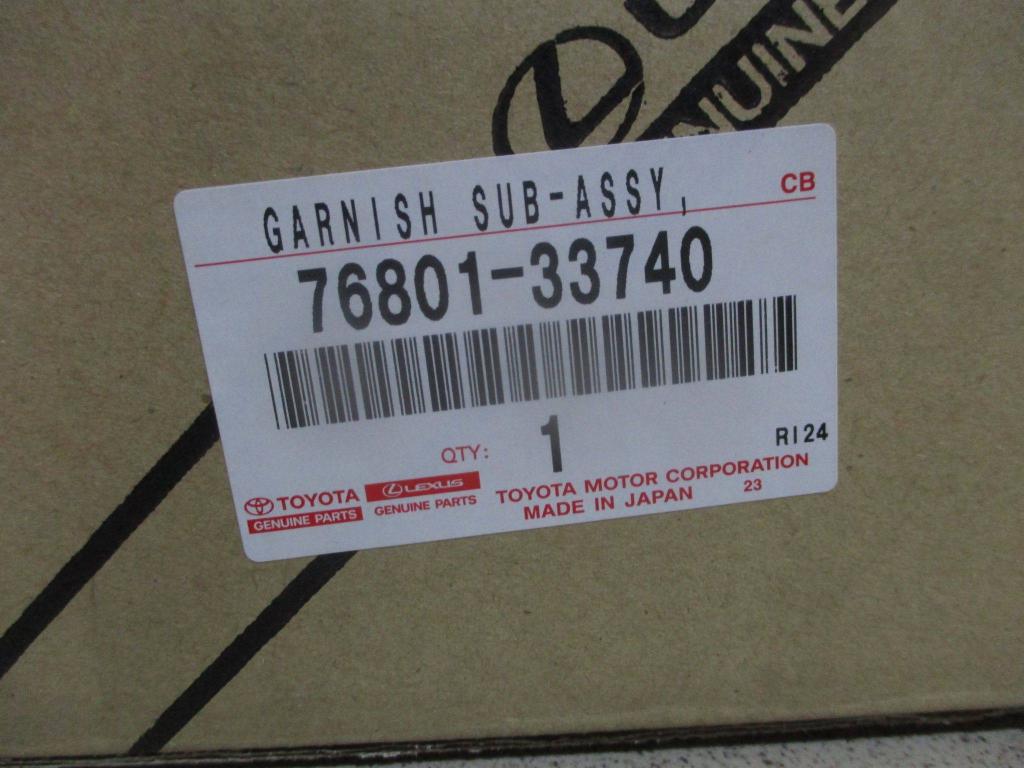 NUINE
GARNISH SUB-ASSY,
CB
76801-33740
QTY: 1
RI24
TOYOTA
GENUINE PARTS
LEXUS
GENUINE PARTS
TOYOTA MOTOR CORPORATION
MADE IN JAPAN 23